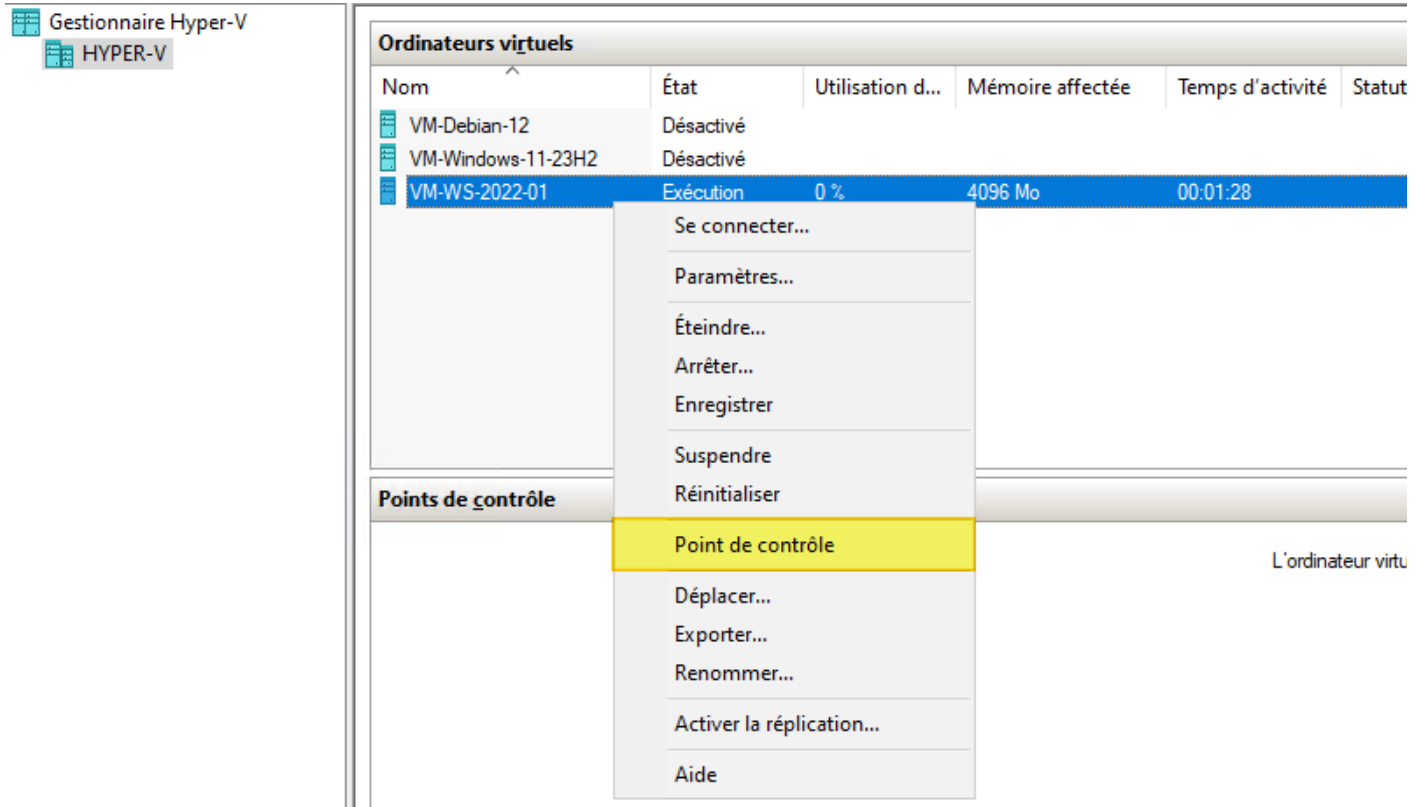 Gestionnaire Hyper-V
HYPER-V
Ordinateurs virtuels
Nom État Utilisation d... Mémoire affectée Temps d'activité Statut
VM-Debian-12 Désactivé
VM-Windows-11-23H2 Désactivé
VM-WS-2022-01 Exécution 0 % 4096 Mo 00:01:28
Se connecter...
Paramètres...
Éteindre...
Arrêter...
Enregistrer
Suspendre
Réinitialiser
Points de contrôle
Point de contrôle
L'ordinateur virtu
Déplacer...
Exporter...
Renommer...
Activer la réplication...
Aide